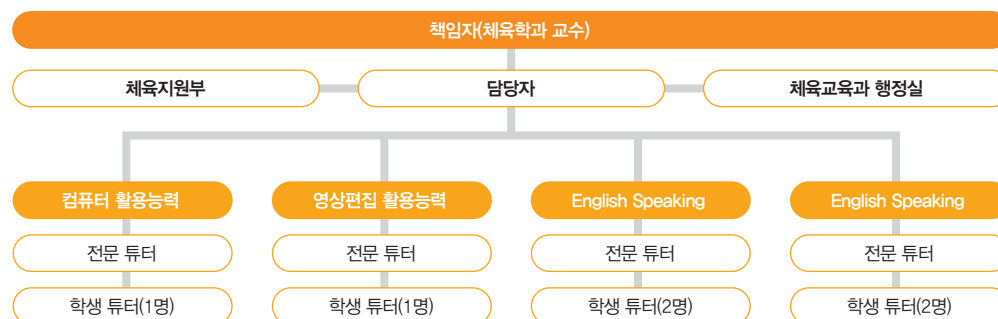 책임자(체육학과 교수)
체육지원부
담당자
체육교육과 행정실
컴퓨터 활용능력
영상편집 활용능력
English Speaking
English Speaking
전문 튜터
전문 튜터
전문 튜터
전문 튜터
학생 튜터(1명)
학생 튜터(1명)
학생 튜터(2명)
학생 튜터(2명)